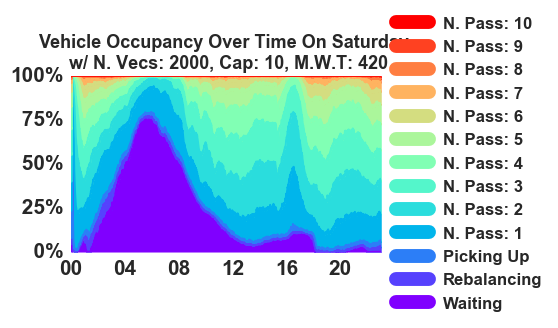 Vehicle Occupancy Over Time On Saturday
w/ N. Vecs: 2000, Cap: 10, M.W.T: 420
100%
75%
50%
25%
0%
00 04 08 12 16 20
N. Pass: 10
N. Pass: 9
N. Pass: 8
N. Pass: 7
N. Pass: 6
N. Pass: 5
N. Pass: 4
N. Pass: 3
N. Pass: 2
N. Pass: 1
Picking Up
Rebalancing
Waiting